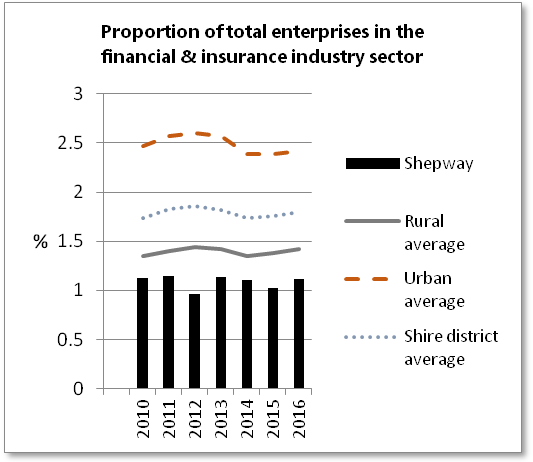 Proportion of total enterprises in the
financial & insurance industry sector
3
2.5
2
1.5
1
0.5
0
%
2010
2011
2012
2013
2014
2015
2016
Shepway
Rural
average
Urban
average
Shire district
average